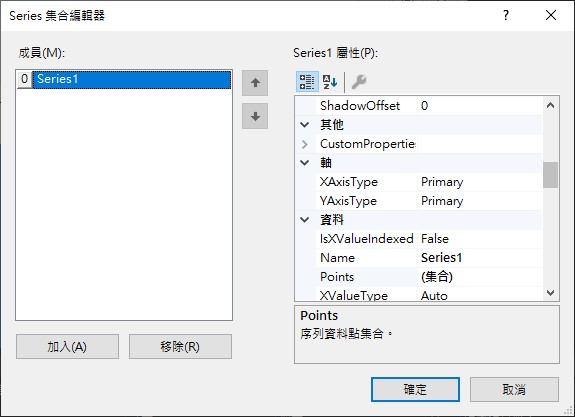 Series 集合編輯器
成員(M):
0 Series1
加入(A) 移除(R)
Series1 屬性(P):
ShadowOffset 0
其他
CustomPropertie
軸
XAxisType Primary
YAxisType Primary
資料
IsXValueIndexed False
Name Series1
Points (集合)
XValueType Auto
Points
序列資料點集合。
確定 取消